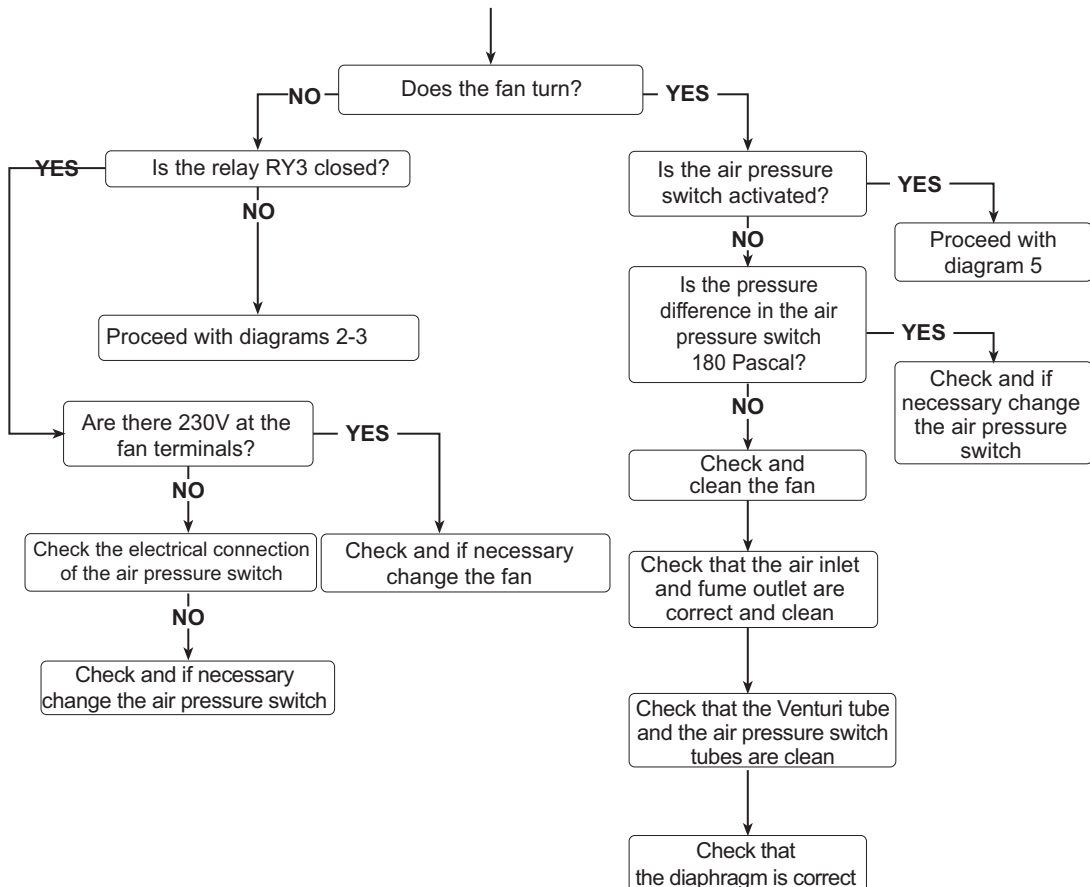 Does the fan turn?
NO
YES
YES
Is the relay RY3 closed?
NO
Is the air pressure
switch activated?
YES
NO
Proceed with
diagram 5
Is the pressure
difference in the air
pressure switch
180 Pascal?
YES
Proceed with diagrams 2-3
Check and if
necessary change
the air pressure
switch
NO
Are there 230V at the
fan terminals?
YES
NO
Check and
clean the fan
Check the electrical connection
of the air pressure switch
Check and if necessary
change the fan
Check that the air inlet
and fume outlet are
correct and clean
NO
Check and if necessary
change the air pressure switch
Check that the Venturi tube
and the air pressure switch
tubes are clean
Check that
the diaphragm is correct